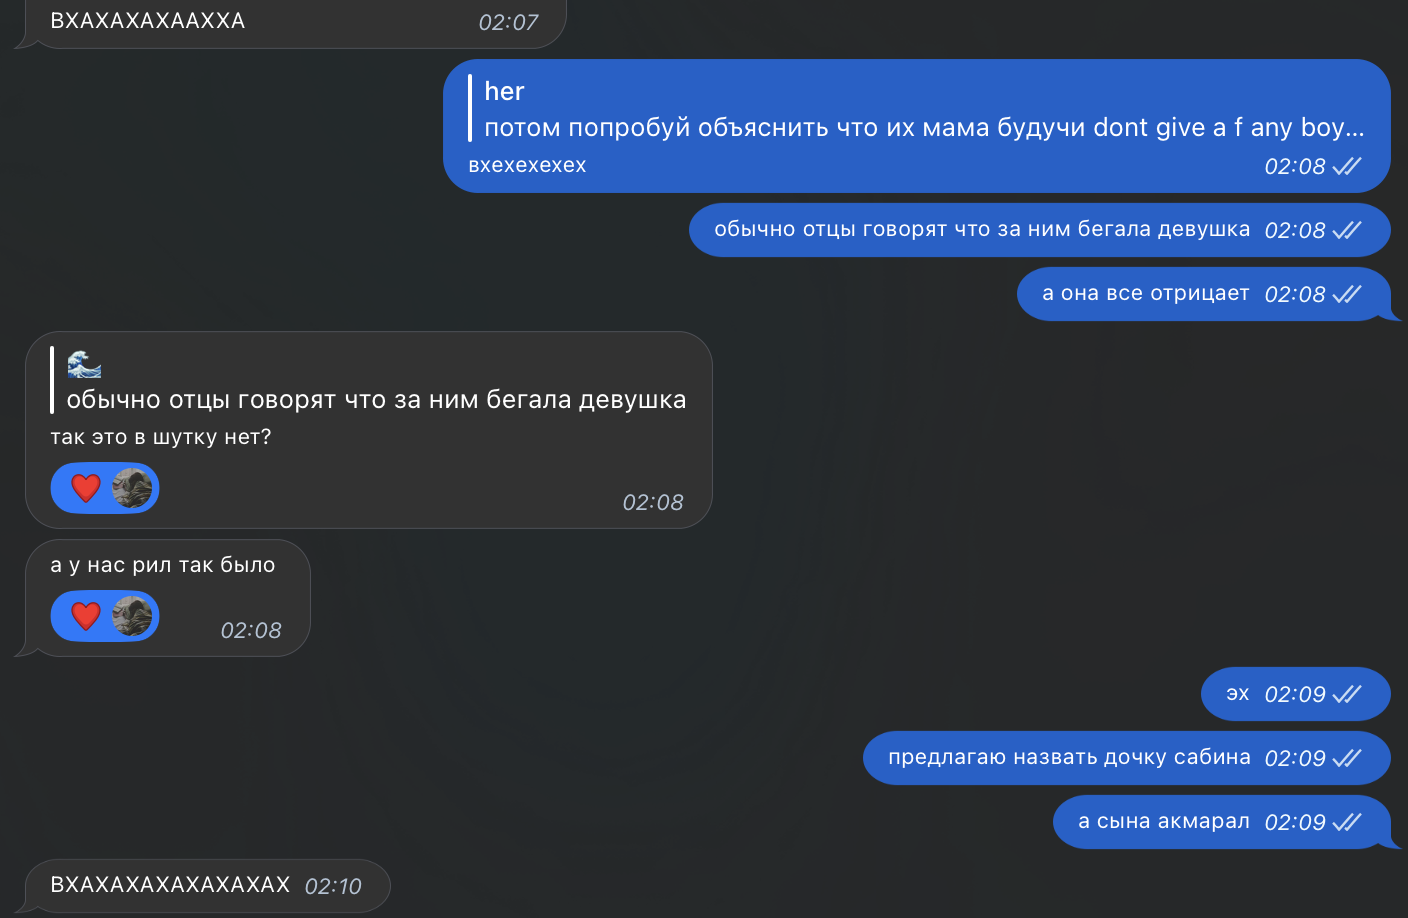 ВХАХАХАХААХХА 02:07
her
потом попробуй объяснить что их мама будучи dont give a f any boy...
вхехехехех 02:08
обычно отцы говорят что за ним бегала девушка 02:08
а она все отрицает 02:08
🌊
обычно отцы говорят что за ним бегала девушка
так это в шутку нет?
❤️ 02:08
а у нас рил так было
❤️ 02:08
эх 02:09
предлагаю назвать дочку сабина 02:09
а сына акмарал 02:09
ВХАХАХАХАХАХАХАХ 02:10